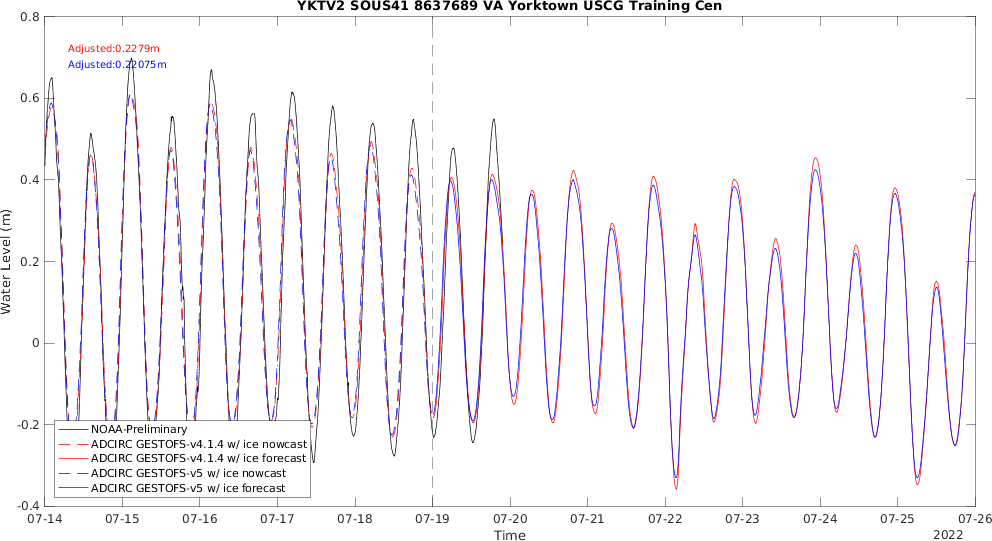 YKTV2 SOUS41 8637689 VA Yorktown USCG Training Cen
0.8
Adjusted:0.2279m
Adjusted:0.22075m
0.6
0.4
0.2
0
-0.2
-0.4
Water Level (m)
NOAA-Preliminary
ADCIRC GESTOFS-v4.1.4 w/ ice nowcast
ADCIRC GESTOFS-v4.1.4 w/ ice forecast
ADCIRC GESTOFS-v5 w/ ice nowcast
ADCIRC GESTOFS-v5 w/ ice forecast
07-14 07-15 07-16 07-17 07-18 07-19 07-20 07-21 07-22 07-23 07-24 07-25 07-26
Time
2022